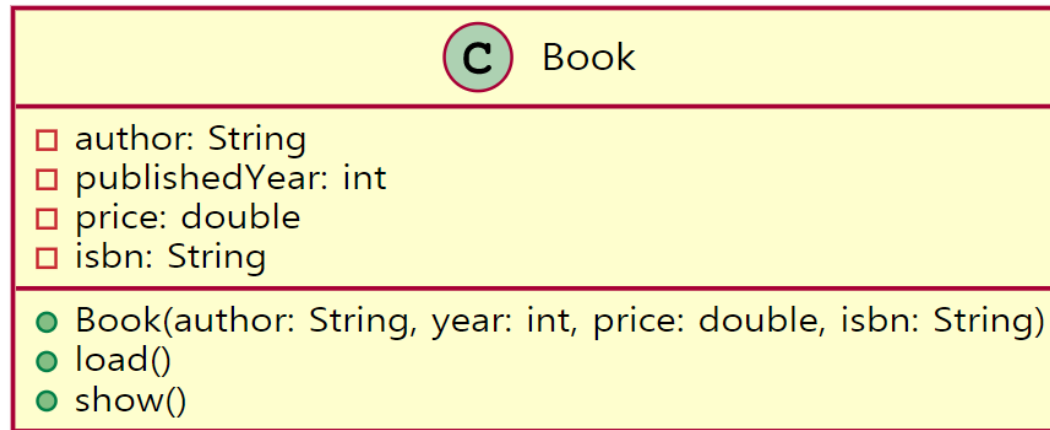 C Book
author: String
publishedYear: int
price: double
isbn: String
Book(author: String, year: int, price: double, isbn: String)
load()
show()